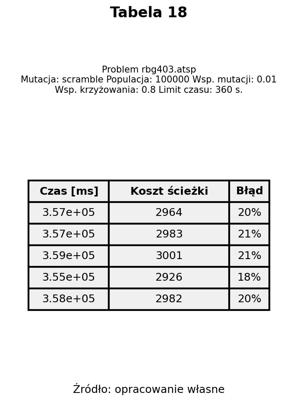 Tabela 18
Problem rbg403.atsp
Mutacja: scramble Populacja: 100000 Wsp. mutacji: 0.01
Wsp. krzyżowania: 0.8 Limit czasu: 360 s.
Czas [ms] Koszt ścieżki Błąd
3.57e+05 2964 20%
3.57e+05 2983 21%
3.59e+05 3001 21%
3.55e+05 2926 18%
3.58e+05 2982 20%
Źródło: opracowanie własne